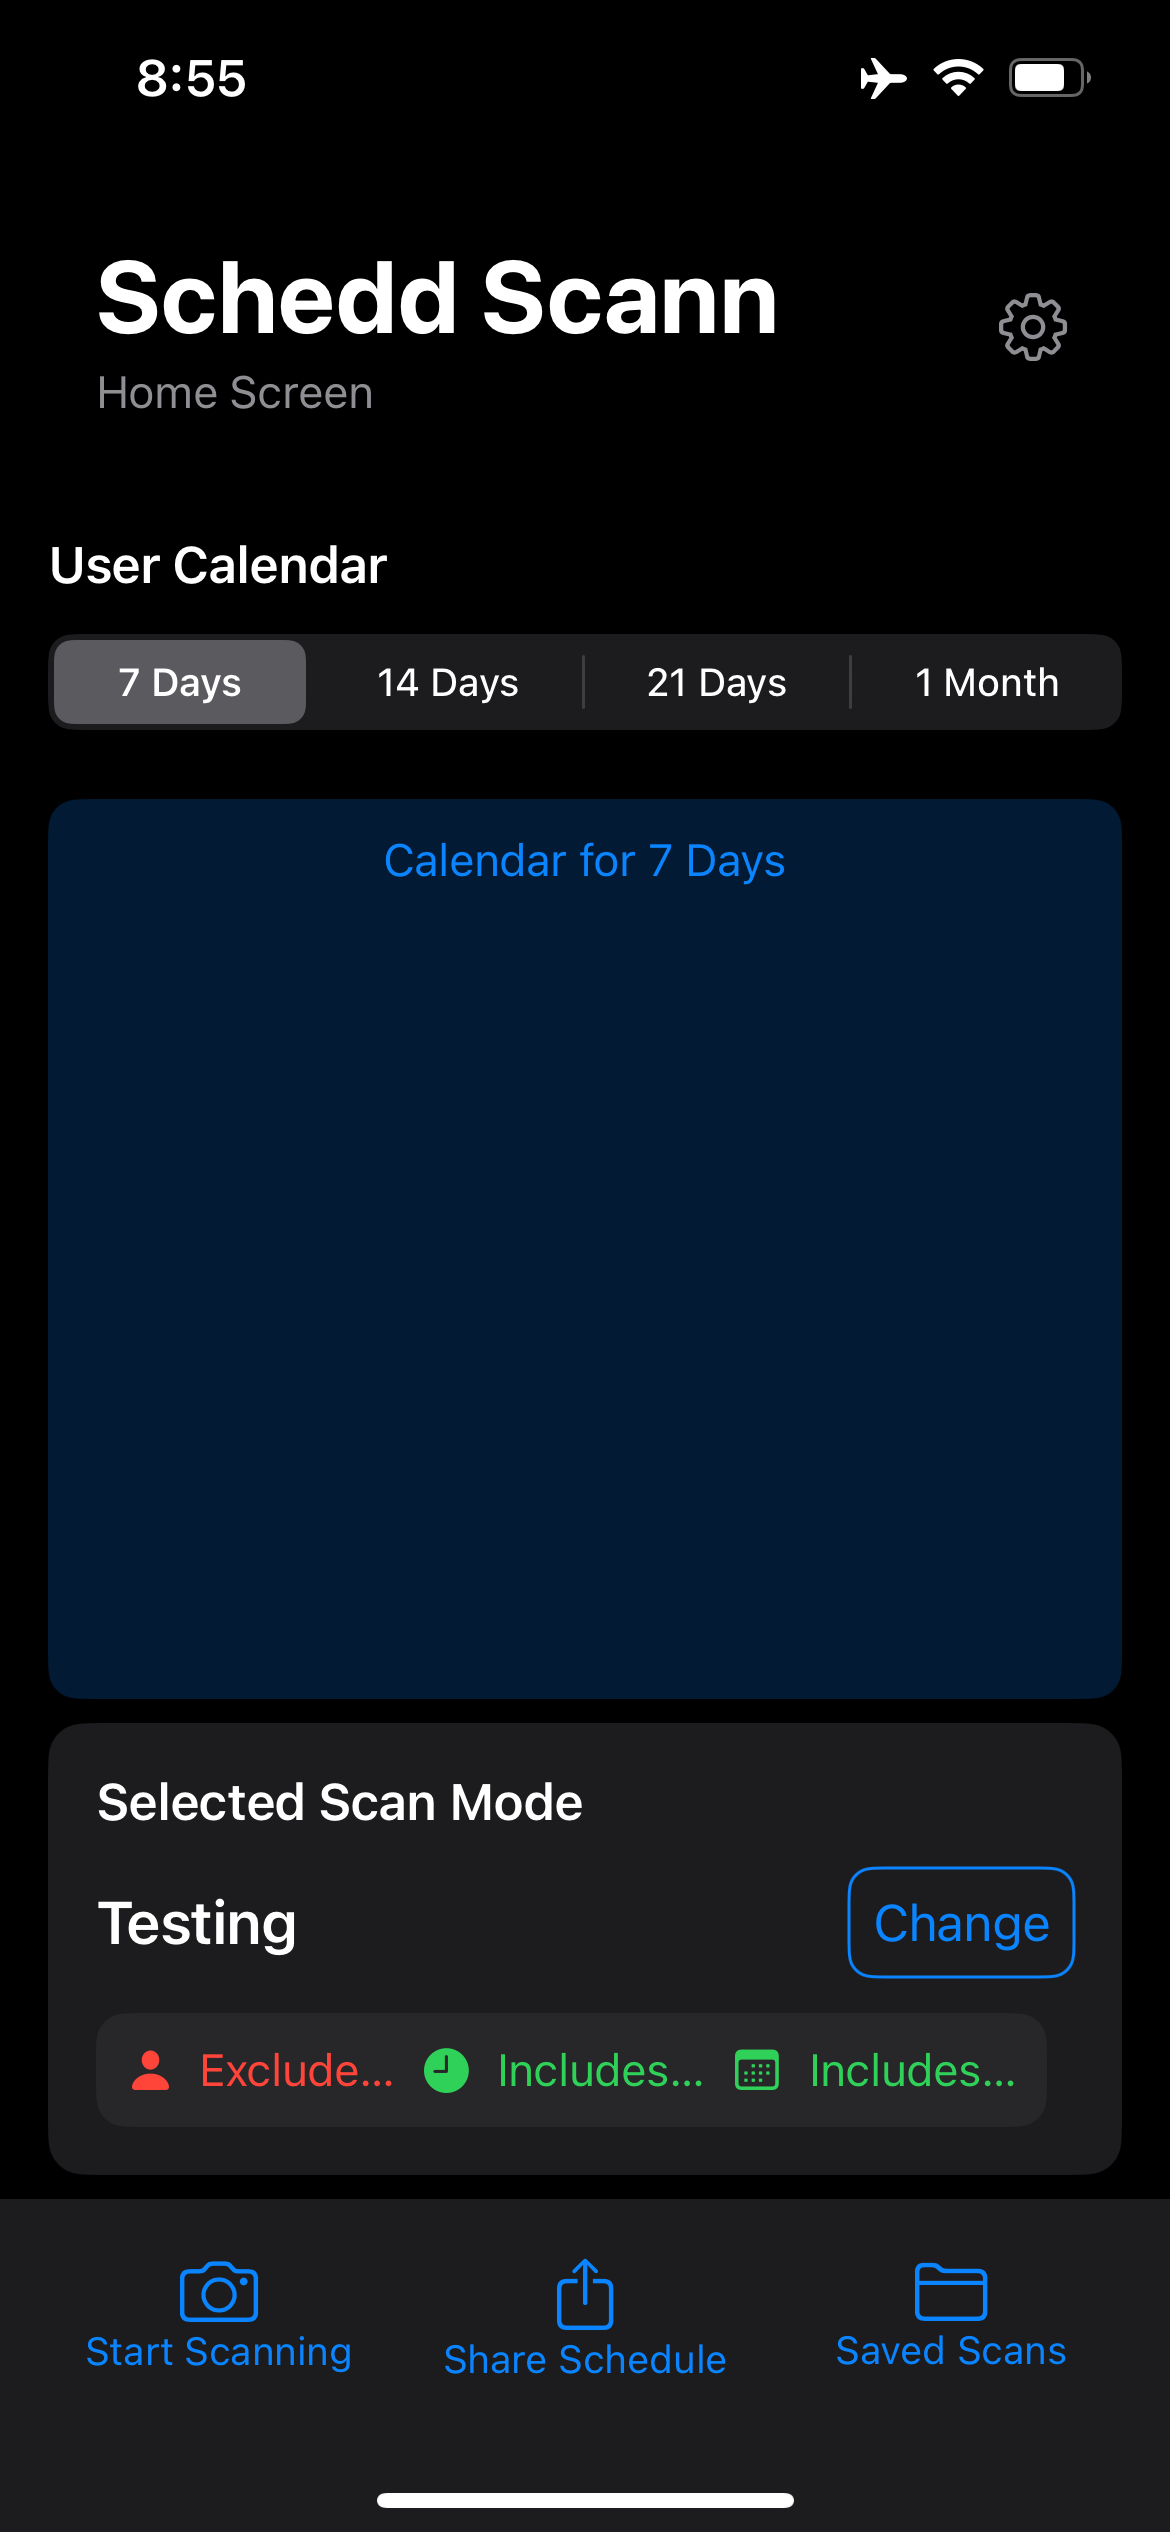 8:55
Schedd Scann
Home Screen
User Calendar
7 Days 14 Days 21 Days 1 Month
Calendar for 7 Days
Selected Scan Mode
Testing Change
Exclude... Includes... Includes...
Start Scanning Share Schedule Saved Scans